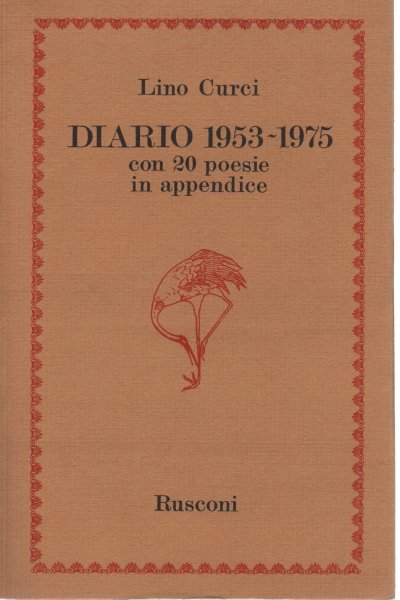 Lino Curci
DIARIO 1953-1975
con 20 poesie
in appendice
Rusconi